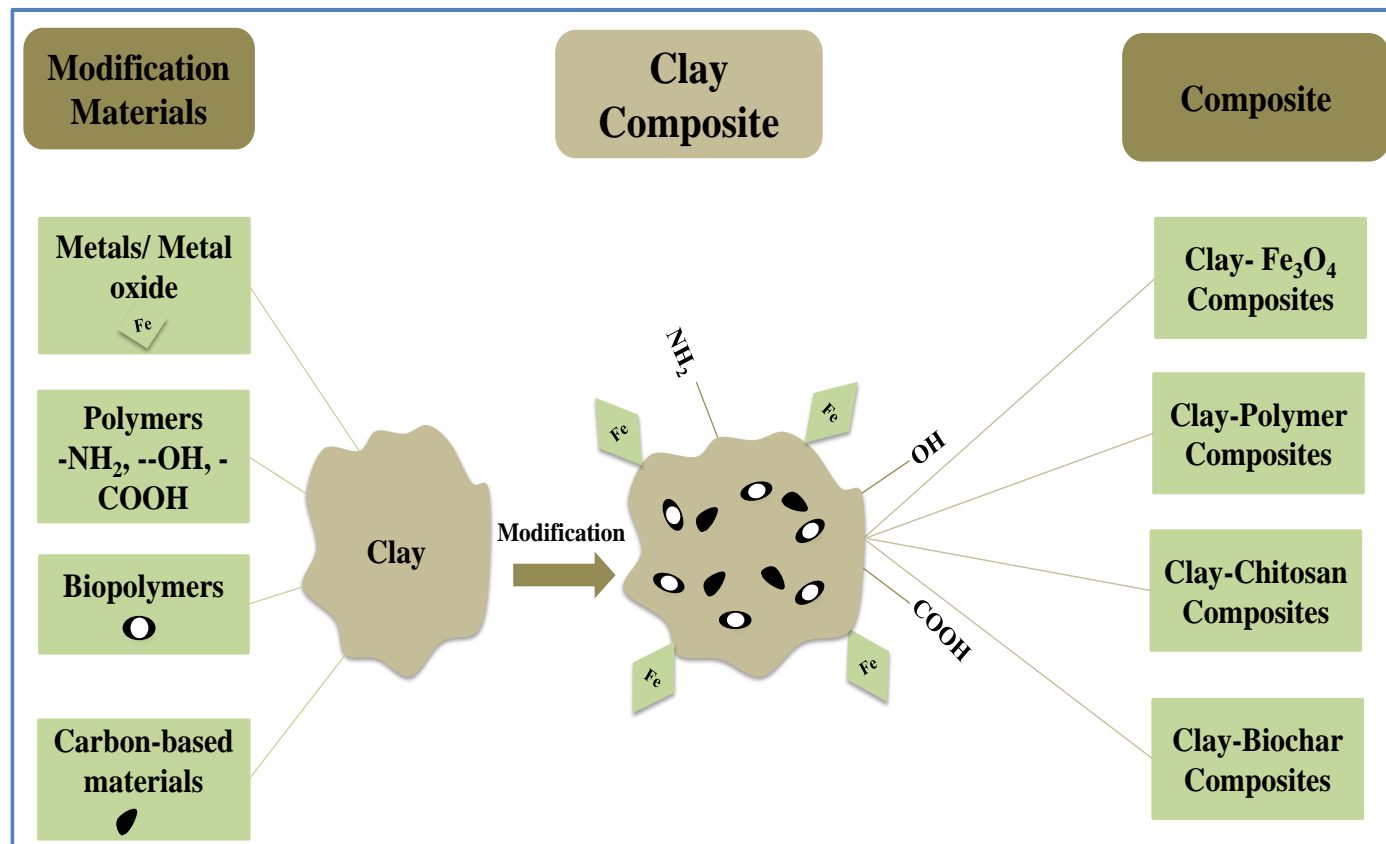 Modification
Materials
Clay
Composite
Composite
Metals/ Metal
oxide
Fe
Polymers
-NH₂, --OH, -
COOH
Biopolymers
Carbon-based
materials
Clay
Modification
NH₂
Fe
Fe
OH
COOH
Fe
Fe
Clay- Fe₃O₄
Composites
Clay-Polymer
Composites
Clay-Chitosan
Composites
Clay-Biochar
Composites